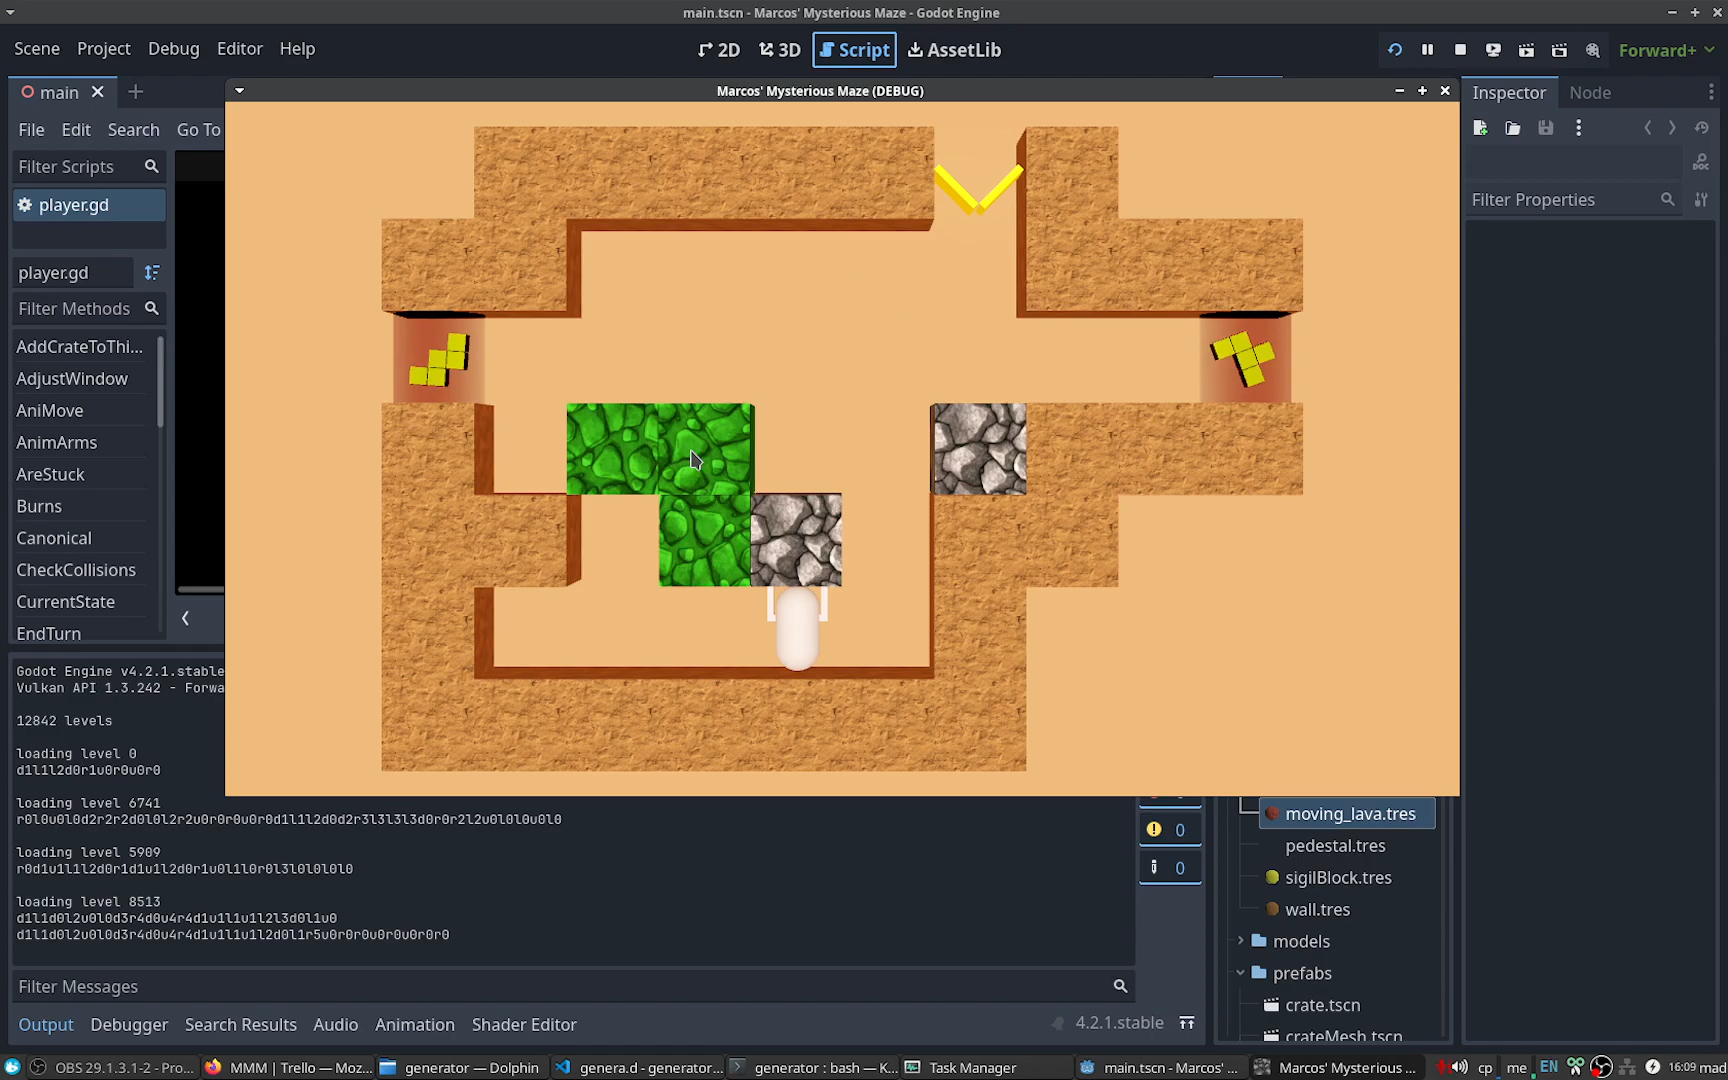 main.tscn - Marcos' Mysterious Maze - Godot Engine
Scene Project Debug Editor Help
2D 3D Script AssetLib
Forward+
main
Marcos' Mysterious Maze (DEBUG)
Inspector Node
File Edit Search Go To
Filter Scripts
player.gd
Filter Properties
player.gd
Filter Methods
AddCrateToThi...
AdjustWindow
AniMove
AnimArms
AreStuck
Burns
Canonical
CheckCollisions
CurrentState
EndTurn
Godot Engine v4.2.1.stable
Vulkan API 1.3.242 - Forwa
12842 levels
loading level 0
d1l1l2d0r1u0r0u0r0
loading level 6741
r0l0u0l0d2r2r2d0l0l2r2u0r0r0u0r0d1l1l2d0d2r3l3l3l3d0r0r2l2u0l0l0u0l0
loading level 5909
r0d1u1l1l2d0r1d1u1l2d0r1u0l1l0r0l3l0l0l0l0
loading level 8513
d1l1d0l2u0l0d3r4d0u4r4d1u1l1u1l2l3d0l1u0
d1l1d0l2u0l0d3r4d0u4r4d1u1l1u1l2d0l1r5u0r0r0u0r0u0r0r0
0
0
moving_lava.tres
pedestal.tres
sigilBlock.tres
wall.tres
models
prefabs
crate.tscn
crateMesh.tscn
Filter Messages
Output Debugger Search Results Audio Animation Shader Editor
4.2.1.stable
OBS 29.1.3.1-2 - Pro...
MMM | Trello — Moz...
generator — Dolphin
genera.d - generator...
generator : bash — K...
Task Manager
main.tscn - Marcos' ...
Marcos' Mysterious ...
cp
me
EN
16:09 mad